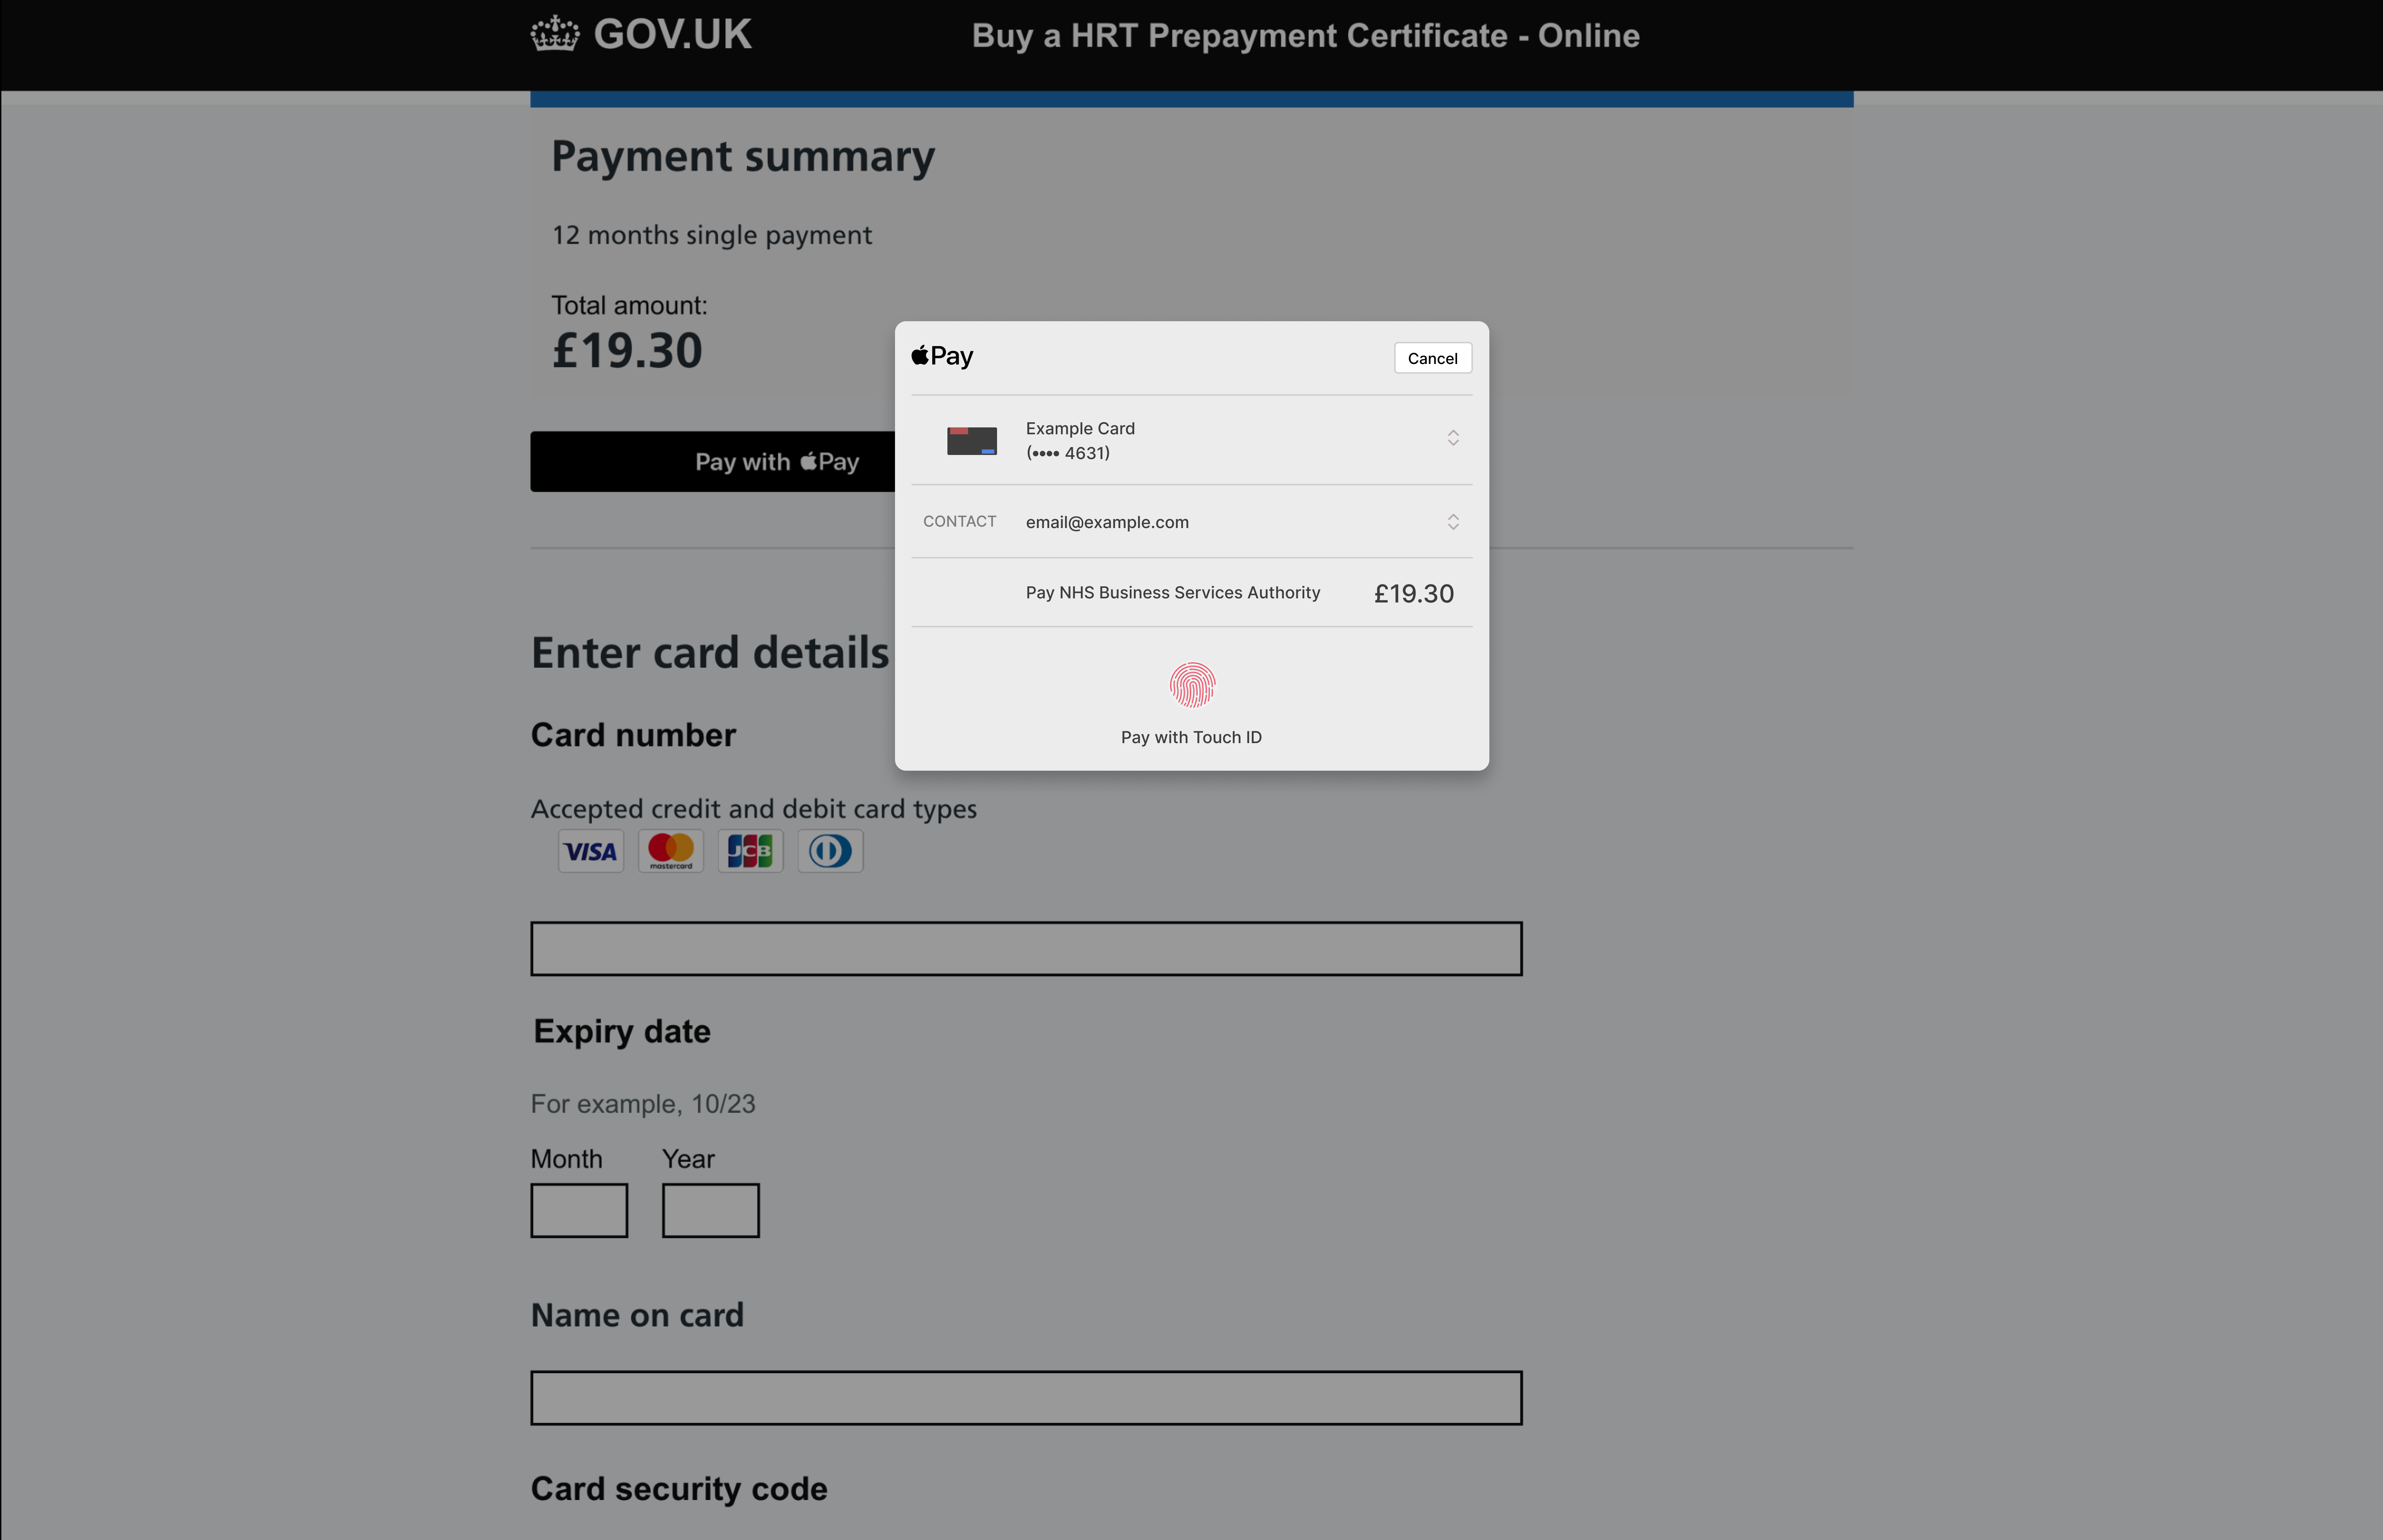 GOV.UK
Buy a HRT Prepayment Certificate - Online
Payment summary
12 months single payment
Total amount:
£19.30
Pay with Pay
Pay
Cancel
Example Card
(•••• 4631)
CONTACT
email@example.com
Pay NHS Business Services Authority
£19.30
Pay with Touch ID
Enter card details
Card number
Accepted credit and debit card types
VISA
mastercard
JCB
Expiry date
For example, 10/23
Month
Year
Name on card
Card security code